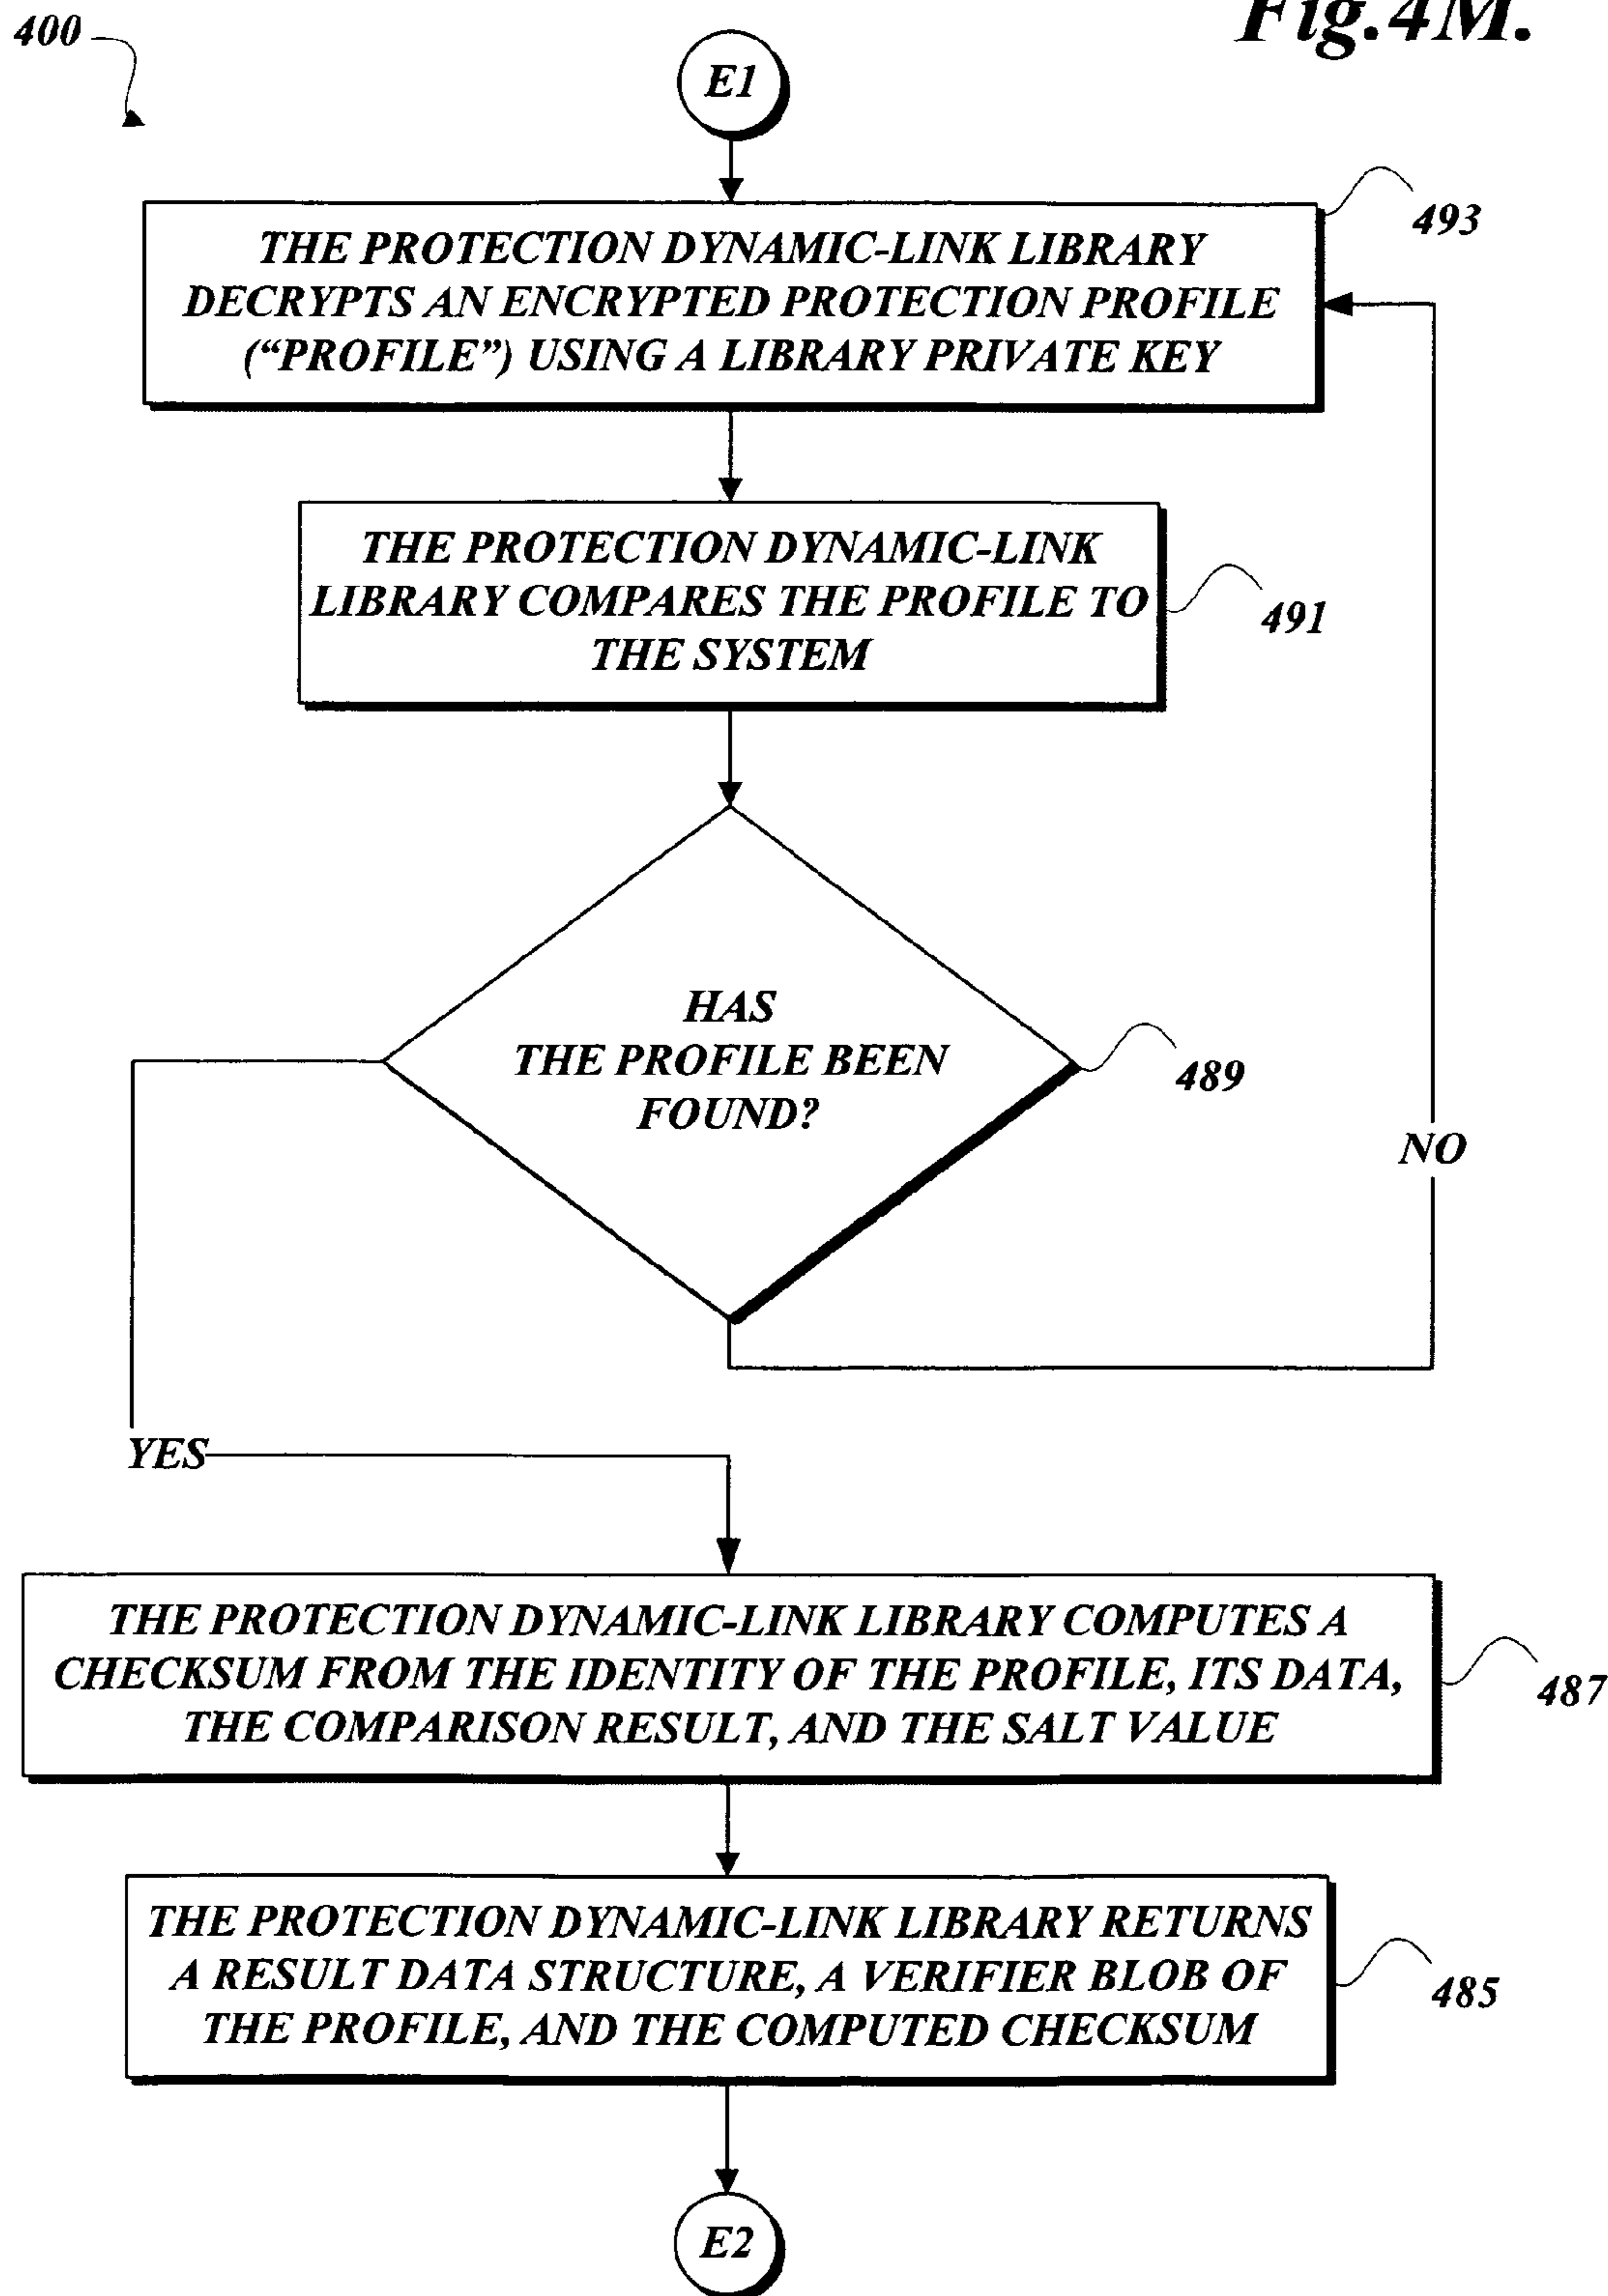 400
Fig.4M.
E1
493
THE PROTECTION DYNAMIC-LINK LIBRARY
DECRYPTS AN ENCRYPTED PROTECTION PROFILE
(“PROFILE”) USING A LIBRARY PRIVATE KEY
THE PROTECTION DYNAMIC-LINK
LIBRARY COMPARES THE PROFILE TO
THE SYSTEM
491
HAS
THE PROFILE BEEN
FOUND?
489
NO
YES
THE PROTECTION DYNAMIC-LINK LIBRARY COMPUTES A
CHECKSUM FROM THE IDENTITY OF THE PROFILE, ITS DATA,
THE COMPARISON RESULT, AND THE SALT VALUE
487
THE PROTECTION DYNAMIC-LINK LIBRARY RETURNS
A RESULT DATA STRUCTURE, A VERIFIER BLOB OF
THE PROFILE, AND THE COMPUTED CHECKSUM
485
E2